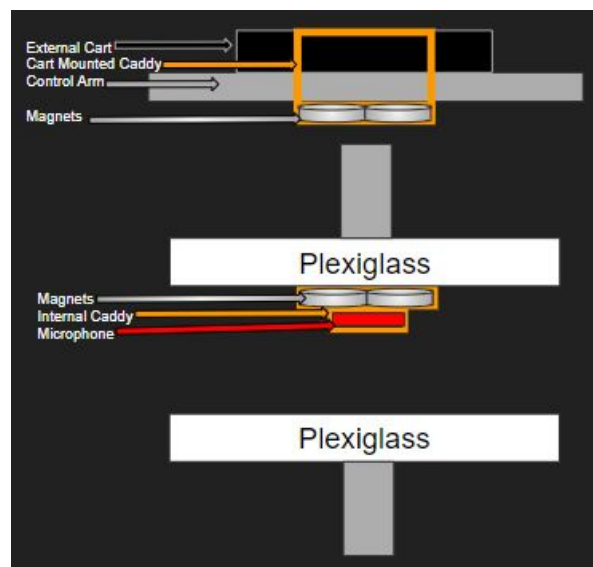 External Cart
Cart Mounted Caddy
Control Arm
Magnets
Plexiglass
Magnets
Internal Caddy
Microphone
Plexiglass